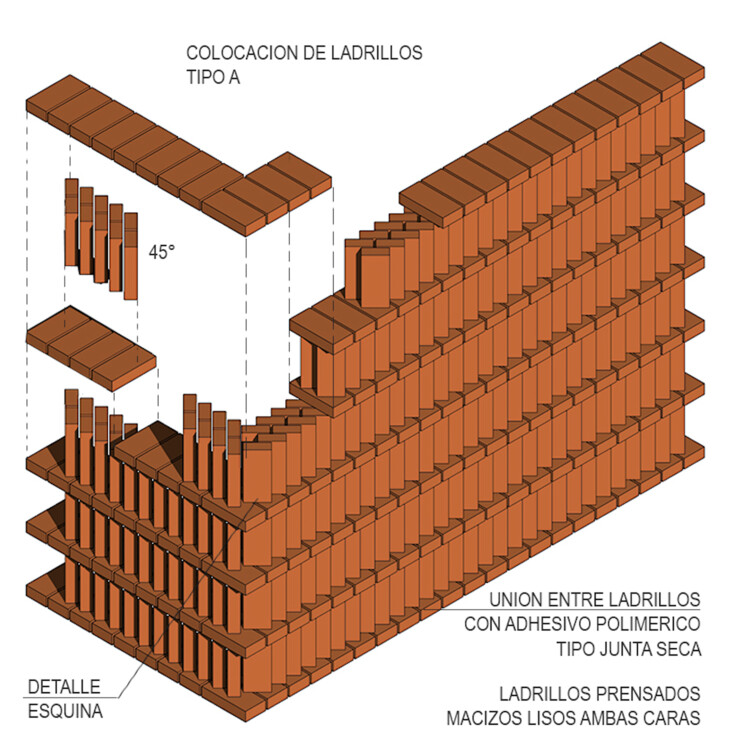 COLOCACION DE LADRILLOS
TIPO A
45°
UNION ENTRE LADRILLOS
CON ADHESIVO POLIMERICO
TIPO JUNTA SECA
DETALLE
ESQUINA
LADRILLOS PRENSADOS
MACIZOS LISOS AMBAS CARAS